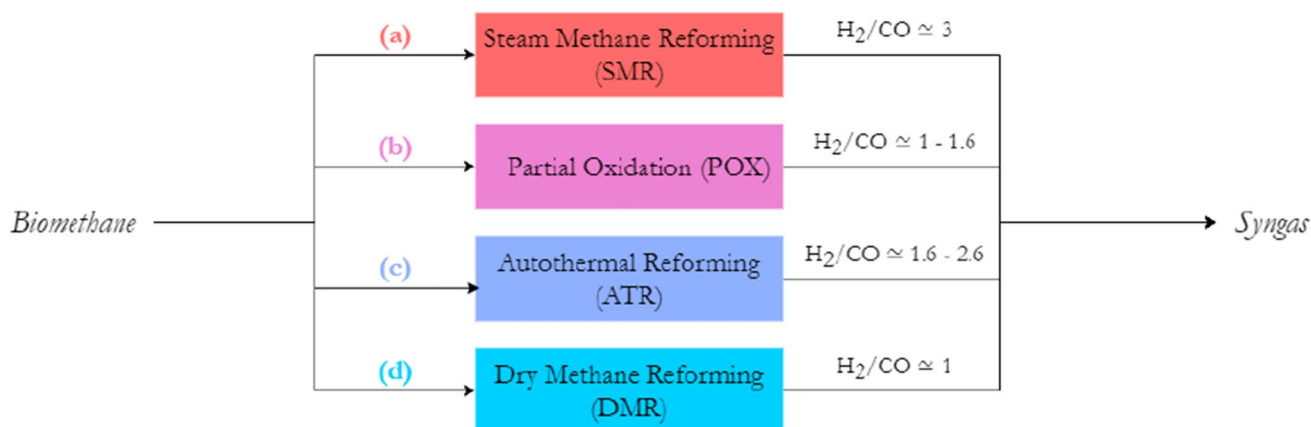 Biomethane
(a)
Steam Methane Reforming
(SMR)
H₂/CO ≃ 3
(b)
Partial Oxidation (POX)
H₂/CO ≃ 1 - 1.6
(c)
Autothermal Reforming
(ATR)
H₂/CO ≃ 1.6 - 2.6
(d)
Dry Methane Reforming
(DMR)
H₂/CO ≃ 1
Syngas